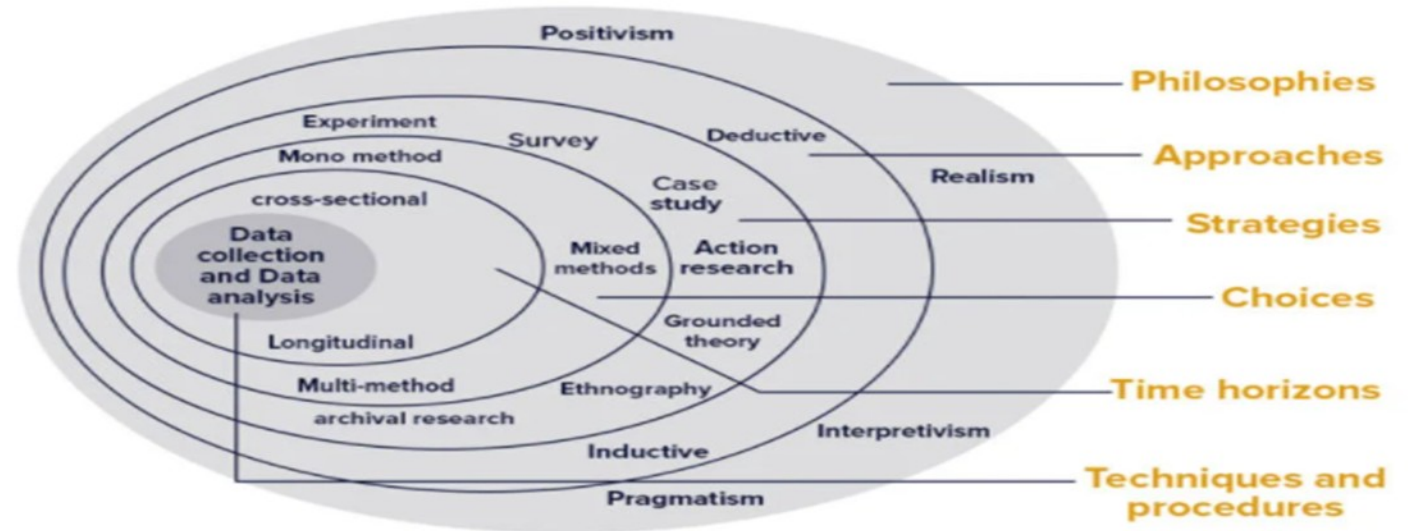 Positivism
Philosophies
Experiment
Survey
Deductive
Approaches
Mono method
Realism
cross-sectional
Case
study
Strategies
Data
collection
and Data
analysis
Mixed
methods
Action
research
Choices
Grounded
theory
Longitudinal
Multi-method
Ethnography
Time horizons
archival research
Interpretivism
Inductive
Techniques and
procedures
Pragmatism